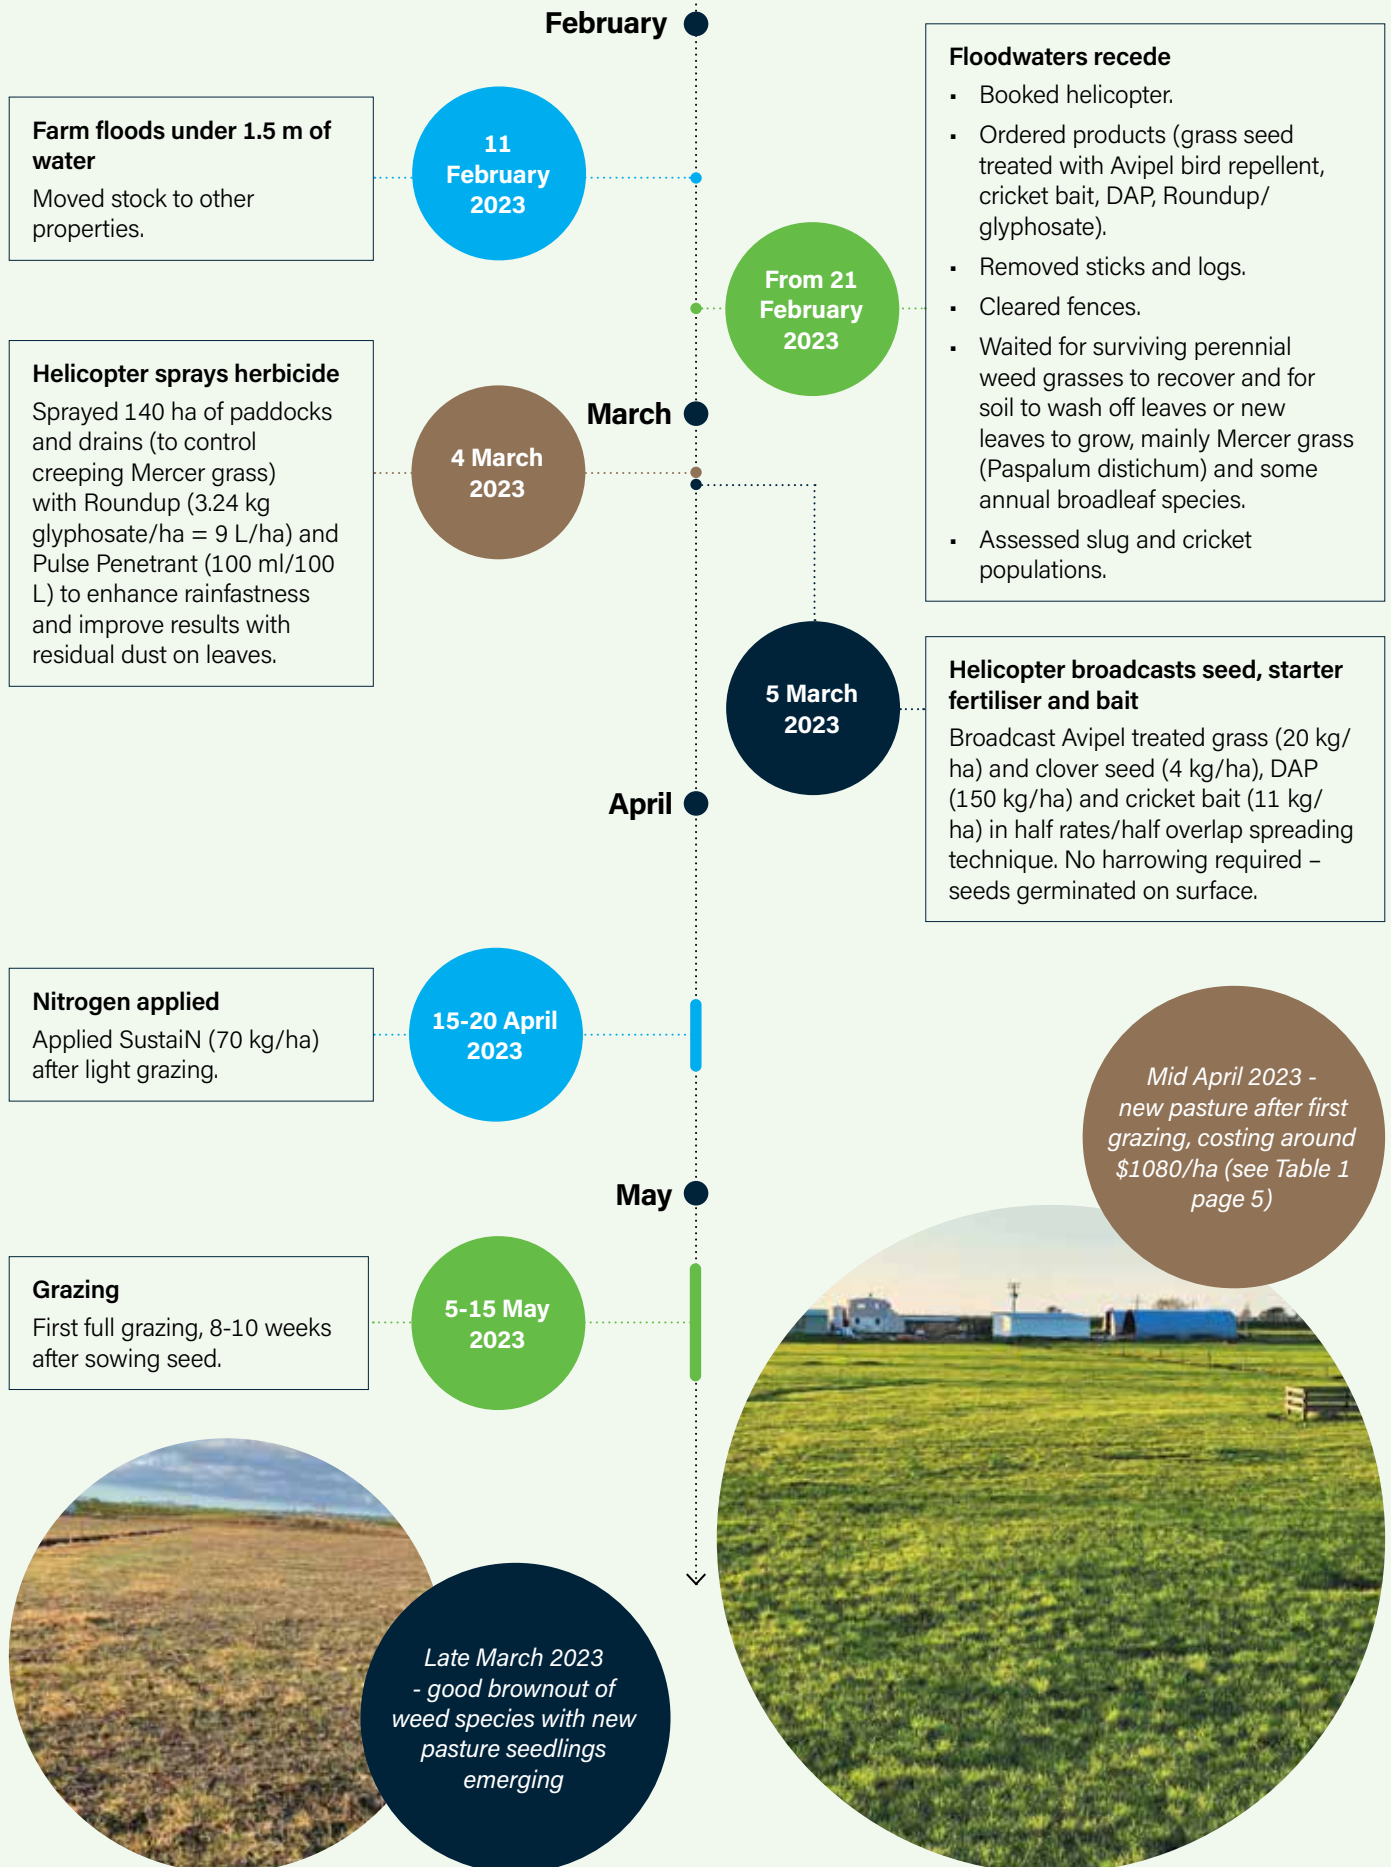 February
11
February
2023
Farm floods under 1.5 m of
water
Moved stock to other
properties.
From 21
February
2023
Floodwaters recede
▪ Booked helicopter.
▪ Ordered products (grass seed
treated with Avipel bird repellent,
cricket bait, DAP, Roundup/
glyphosate).
▪ Removed sticks and logs.
▪ Cleared fences.
▪ Waited for surviving perennial
weed grasses to recover and for
soil to wash off leaves or new
leaves to grow, mainly Mercer grass
(Paspalum distichum) and some
annual broadleaf species.
▪ Assessed slug and cricket
populations.
March
4 March
2023
Helicopter sprays herbicide
Sprayed 140 ha of paddocks
and drains (to control
creeping Mercer grass)
with Roundup (3.24 kg
glyphosate/ha = 9 L/ha) and
Pulse Penetrant (100 ml/100
L) to enhance rainfastness
and improve results with
residual dust on leaves.
5 March
2023
Helicopter broadcasts seed, starter
fertiliser and bait
Broadcast Avipel treated grass (20 kg/
ha) and clover seed (4 kg/ha), DAP
(150 kg/ha) and cricket bait (11 kg/
ha) in half rates/half overlap spreading
technique. No harrowing required –
seeds germinated on surface.
April
15-20 April
2023
Nitrogen applied
Applied SustaiN (70 kg/ha)
after light grazing.
Mid April 2023 -
new pasture after first
grazing, costing around
$1080/ha (see Table 1
page 5)
May
5-15 May
2023
Grazing
First full grazing, 8-10 weeks
after sowing seed.
Late March 2023
- good brownout of
weed species with new
pasture seedlings
emerging